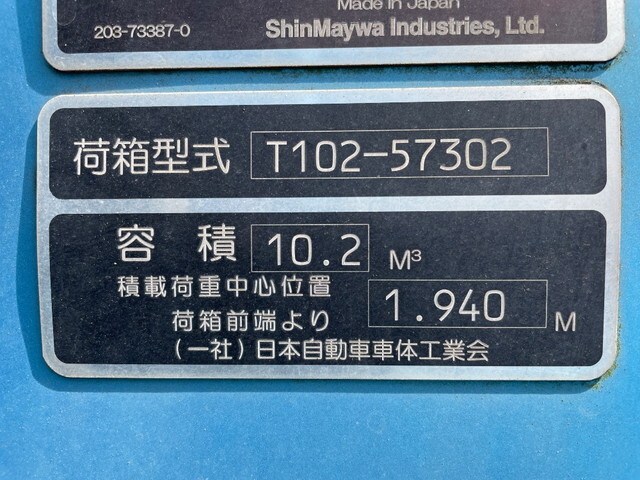 Made in Japan
203-73387-0
ShinMaywa Industries, Ltd.
荷箱型式 T102-57302
容積 10.2 M³
積載荷重中心位置
荷箱前端より 1.940 M
(一社)日本自動車車体工業会